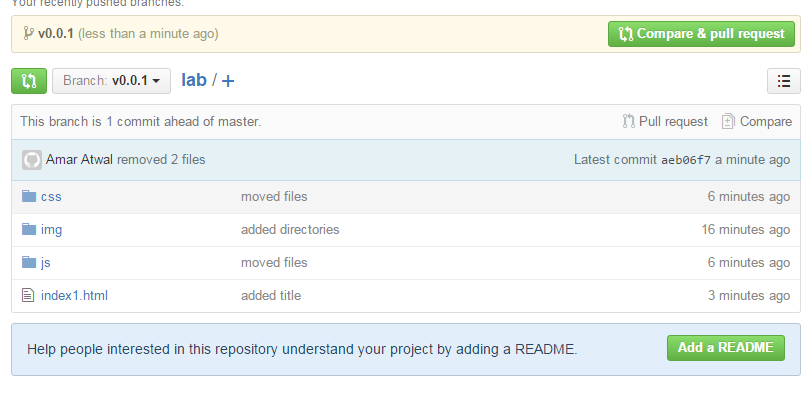 Your recently pushed branches:
v0.0.1 (less than a minute ago) Compare & pull request
Branch: v0.0.1 lab / +
This branch is 1 commit ahead of master. Pull request Compare
Amar Atwal removed 2 files Latest commit aeb06f7 a minute ago
css moved files 6 minutes ago
img added directories 16 minutes ago
js moved files 6 minutes ago
index1.html added title 3 minutes ago
Help people interested in this repository understand your project by adding a README. Add a README